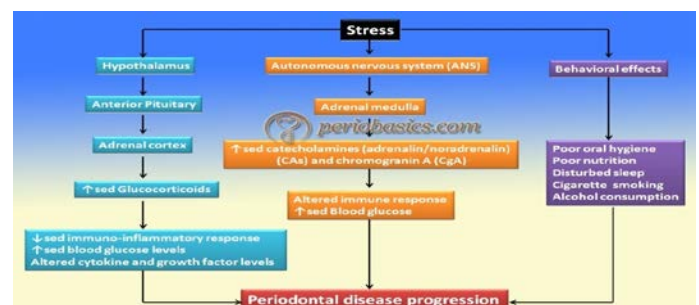 Stress
Hypothalamus
Anterior Pituitary
Adrenal cortex
↑sed Glucocorticoids
↓sed immuno-inflammatory response
↑sed blood glucose levels
Altered cytokine and growth factor levels
Autonomous nervous system (ANS)
Adrenal medulla
periobasics.com
↑sed catecholamines (adrenalin/noradrenalin)
(CAs) and chromogranin A (CgA)
Altered immune response
↑sed Blood glucose
Behavioral effects
Poor oral hygiene
Poor nutrition
Disturbed sleep
Cigarette smoking
Alcohol consumption
Periodontal disease progression